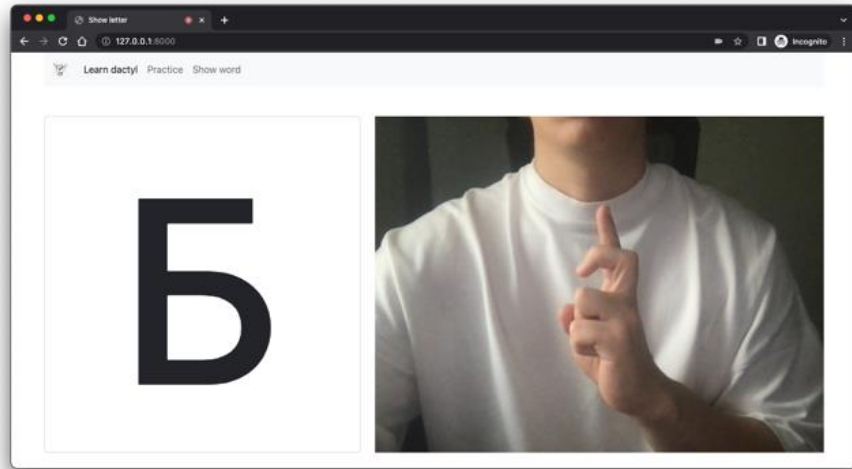 Show letter
127.0.0.1:8000
Incognito
Learn dactyl Practice Show word
Б